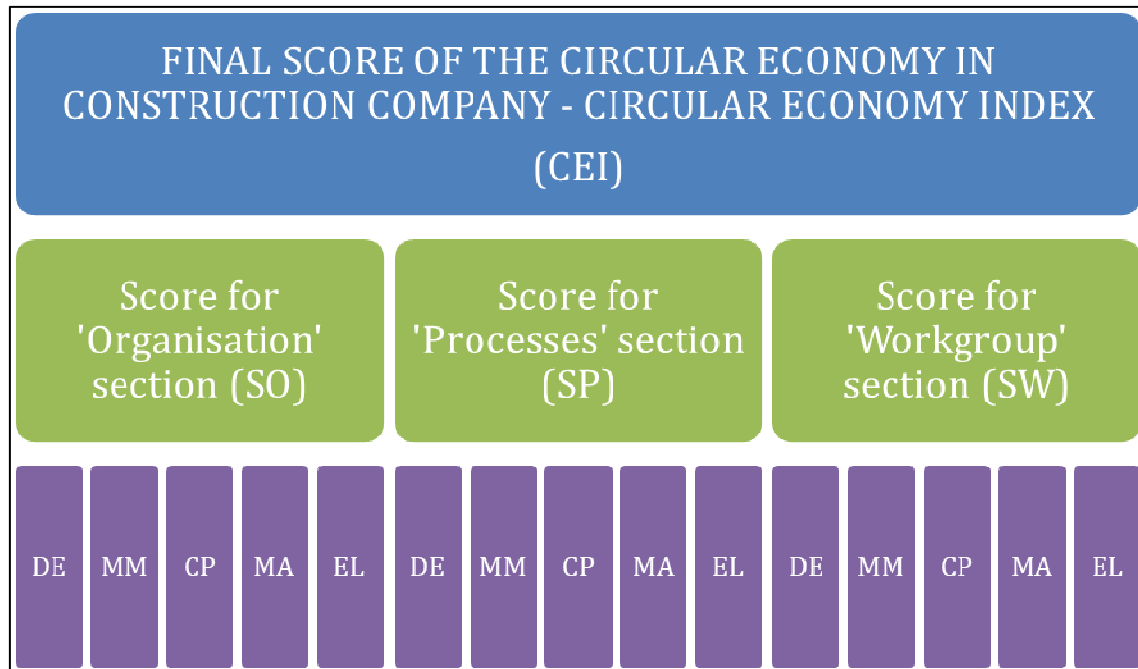 FINAL SCORE OF THE CIRCULAR ECONOMY IN
CONSTRUCTION COMPANY - CIRCULAR ECONOMY INDEX
(CEI)
Score for
'Organisation'
section (SO)
Score for
'Processes' section
(SP)
Score for
'Workgroup'
section (SW)
DE
MM
CP
MA
EL
DE
MM
CP
MA
EL
DE
MM
CP
MA
EL